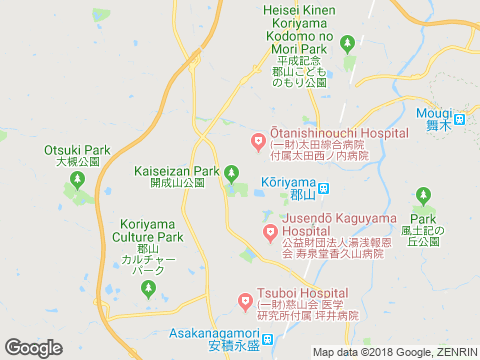 Heisei Kinen
Koriyama
Kodomo no
Mori Park
平成記念
郡山こども
のもり公園
Mougi
舞木
Ōtanishinouchi Hospital
(一財)太田綜合病院
付属太田西ノ内病院
Otsuki Park
大槻公園
Kaiseizan Park
開成山公園
Kōriyama
郡山
Koriyama
Culture Park
郡山
カルチャー
パーク
Jusendō Kaguyama
Hospital
公益財団法人湯浅報恩
会 寿泉堂香久山病院
Park
風土記の
丘公園
Tsuboi Hospital
(一財)慈山会 医学
研究所付属 坪井病院
Asakanagamori
安積永盛
Google
Map data ©2018 Google, ZENRIN